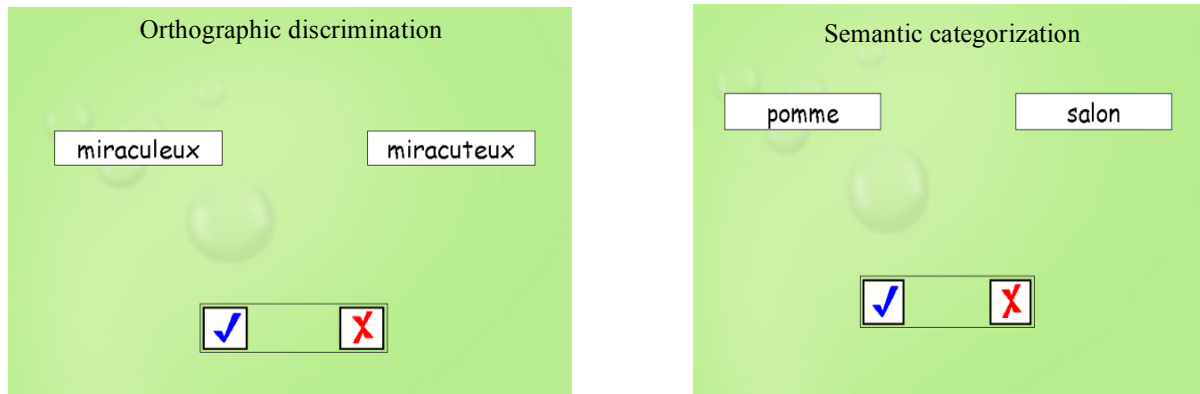 Orthographic discrimination
miraculeux miracuteux
Semantic categorization
pomme salon